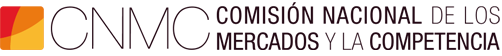 CNMC
COMISIÓN NACIONAL DE LOS
MERCADOS Y LA COMPETENCIA